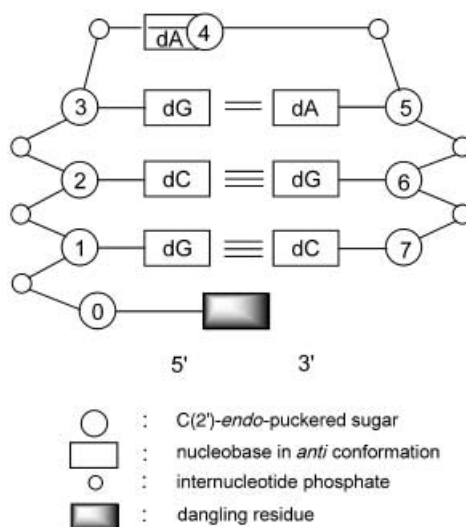 dA 4
3 dG dA 5
2 dC dG 6
1 dG dC 7
0
5' 3'
: C(2')-endo-puckered sugar
: nucleobase in anti conformation
: internucleotide phosphate
: dangling residue